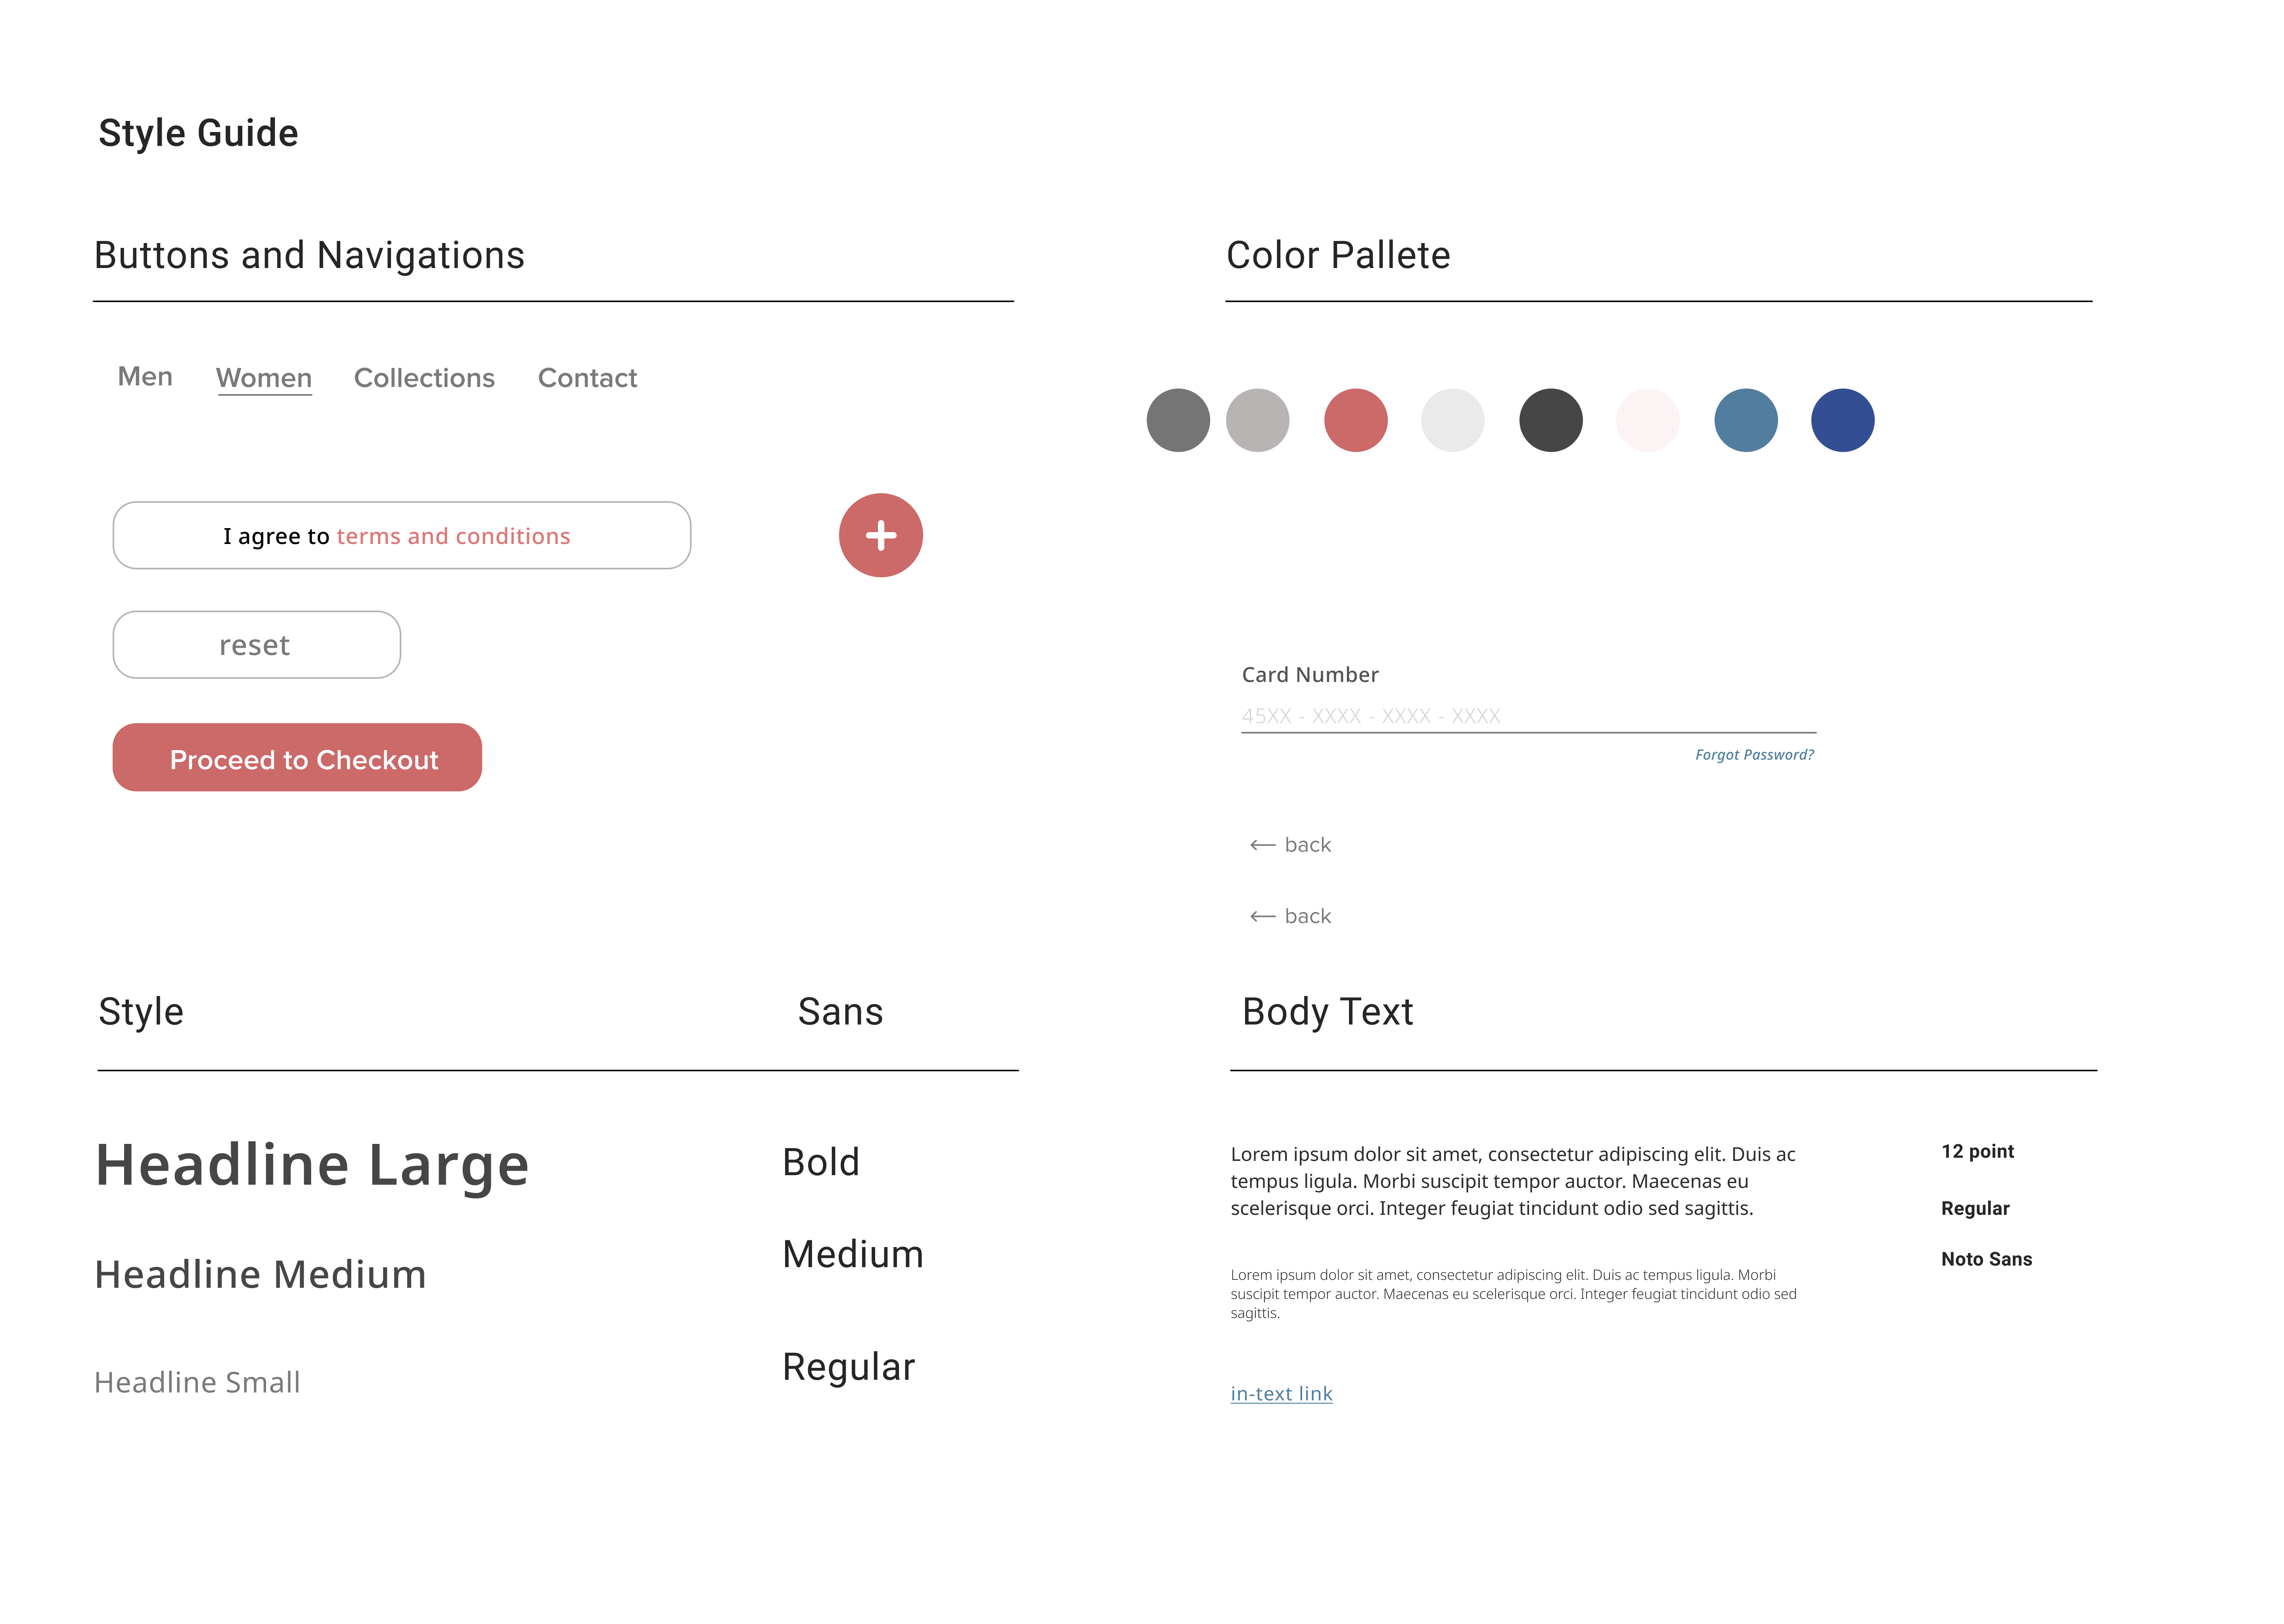 Style Guide
Buttons and Navigations
Men Women Collections Contact
I agree to terms and conditions
reset
Proceed to Checkout
Color Pallete
Card Number
45XX - XXXX - XXXX - XXXX
Forgot Password?
← back
← back
Style Sans
Headline Large Bold
Headline Medium Medium
Headline Small Regular
Body Text
Lorem ipsum dolor sit amet, consectetur adipiscing elit. Duis ac
tempus ligula. Morbi suscipit tempor auctor. Maecenas eu
scelerisque orci. Integer feugiat tincidunt odio sed sagittis.
12 point
Regular
Noto Sans
Lorem ipsum dolor sit amet, consectetur adipiscing elit. Duis ac tempus ligula. Morbi
suscipit tempor auctor. Maecenas eu scelerisque orci. Integer feugiat tincidunt odio sed
sagittis.
in-text link